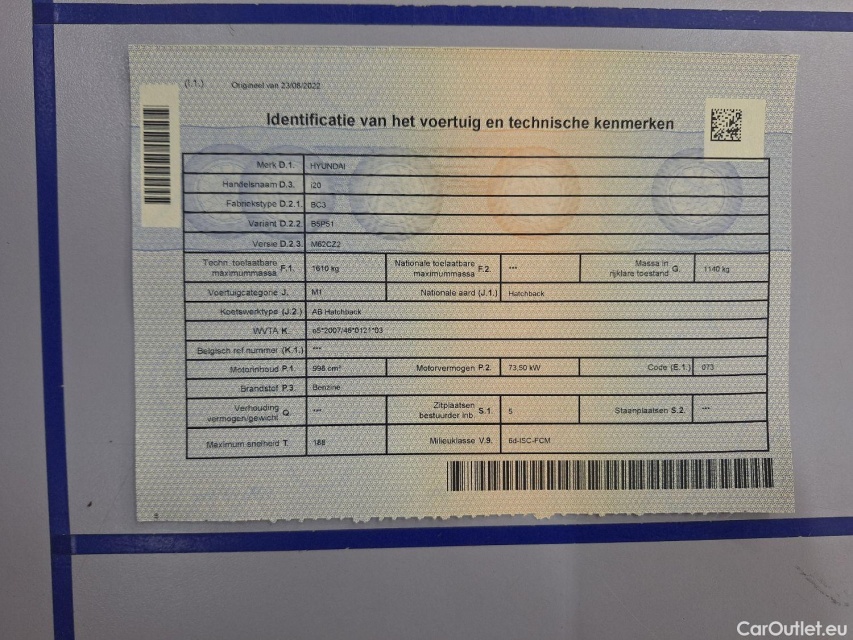 (I.1.) Origineel van 23/08/2022
Identificatie van het voertuig en technische kenmerken
Merk D.1. HYUNDAI
Handelsnaam D.3. i20
Fabriekstype D.2.1. BC3
Variant D.2.2 B5P51
Versie D.2.3. M62CZ2
Techn. toelaatbare maximummassa F.1. 1610 kg Nationale toelaatbare maximummassa F.2. --- Massa in rijklare toestand G. 1140 kg
Voertuigcategorie J. M1 Nationale aard (J.1.) Hatchback
Koetswerktype (J.2.) AB Hatchback
WVTA K. e5*2007/46*0121*03
Belgisch ref nummer (K.1.) ---
Motorinhoud P.1. 998 cm³ Motorvermogen P.2. 73,50 kW Code (E.1.) 073
Brandstof P.3. Benzine
Verhouding vermogen/gewicht Q. --- Zitplaatsen bestuurder inb. S.1. 5 Staanplaatsen S.2. ---
Maximum snelheid T. 188 Milieuklasse V.9. 6d-ISC-FCM
CarOutlet.eu